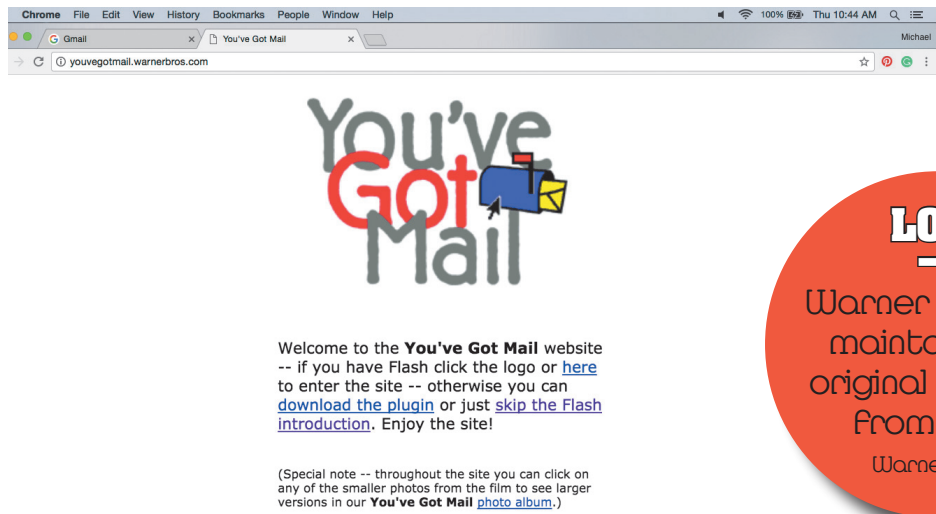 Chrome File Edit View History Bookmarks People Window Help 100% Thu 10:44 AM
Gmail × You've Got Mail × Michael
youvegotmail.warnerbros.com
You've
Got
Mail
Welcome to the You've Got Mail website
-- if you have Flash click the logo or here
to enter the site -- otherwise you can
download the plugin or just skip the Flash
introduction. Enjoy the site!
(Special note -- throughout the site you can click on
any of the smaller photos from the film to see larger
versions in our You've Got Mail photo album.)
Warner
original
From